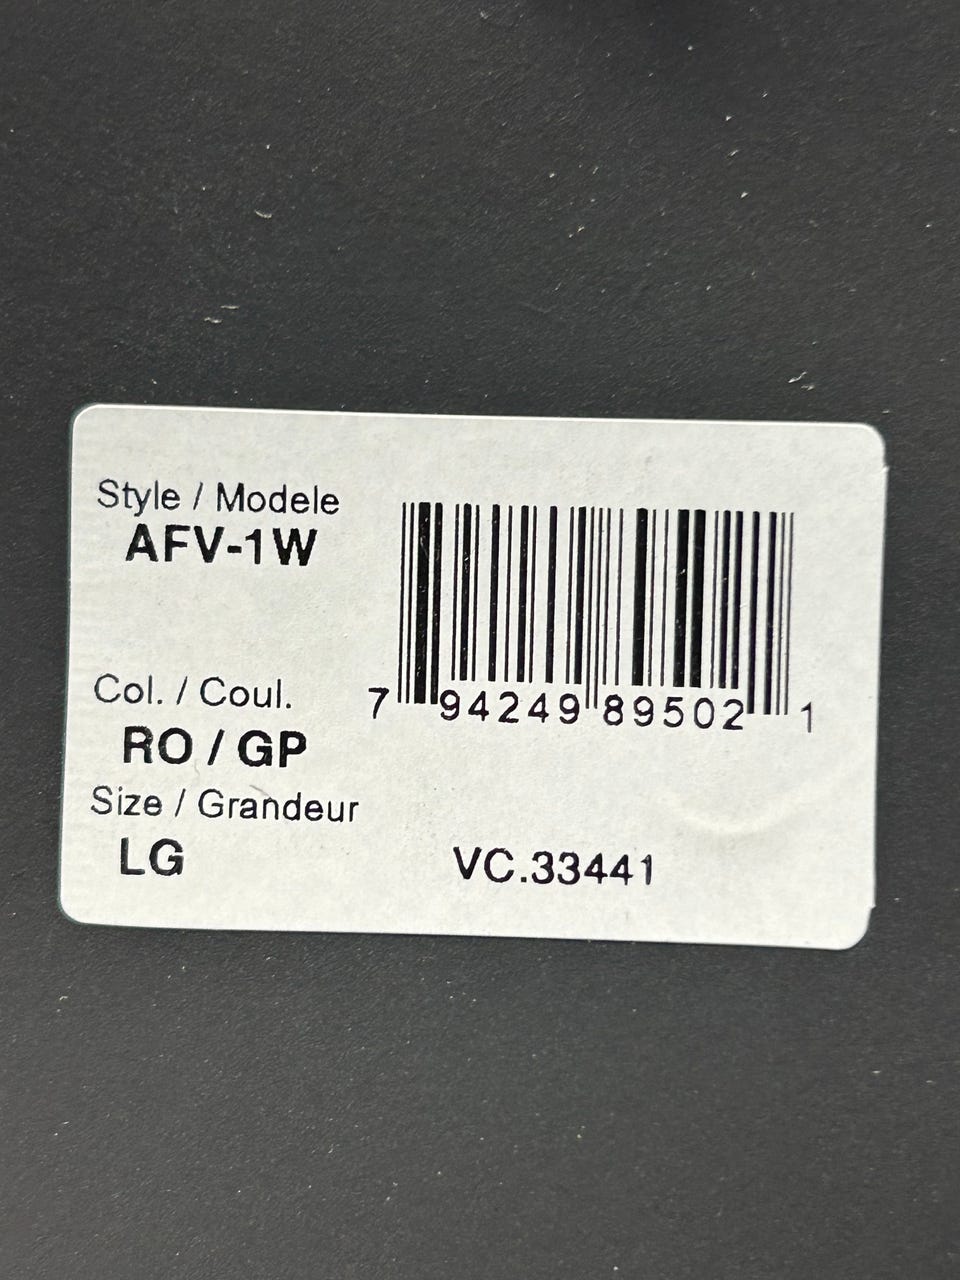 Style / Modele
AFV-1W
Col. / Coul.
RO / GP
Size / Grandeur
LG
7 94249 89502 1
VC.33441